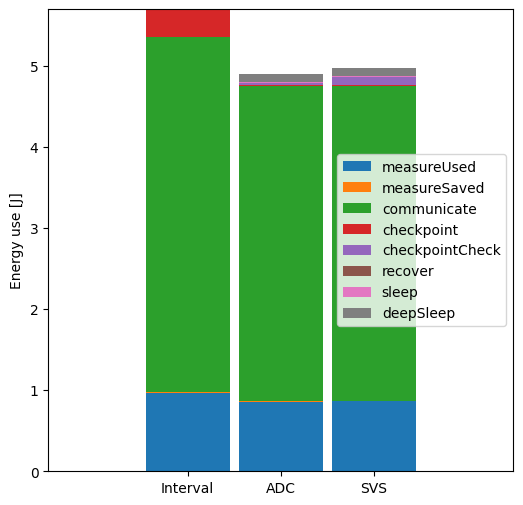 Energy use [J]
5
4
3
2
1
0
measureUsed
measureSaved
communicate
checkpoint
checkpointCheck
recover
sleep
deepSleep
Interval ADC SVS